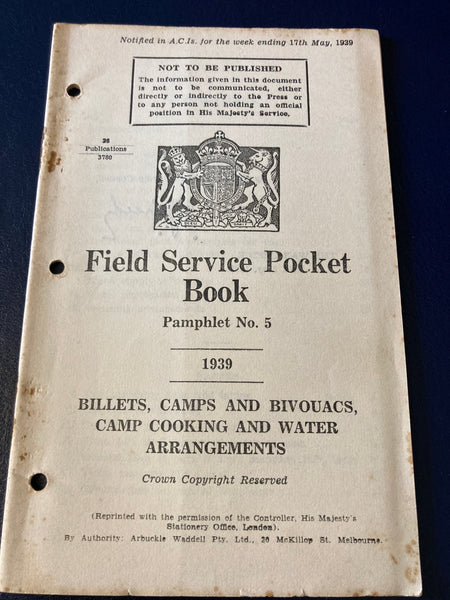 Notified in A.C.Is. for the week ending 17th May, 1939
NOT TO BE PUBLISHED
The information given in this document
is not to be communicated, either
directly or indirectly to the Press or
to any person not holding an official
position in His Majesty's Service.
26
Publications
3780
Field Service Pocket
Book
Pamphlet No. 5
1939
BILLETS, CAMPS AND BIVOUACS,
CAMP COOKING AND WATER
ARRANGEMENTS
Crown Copyright Reserved
(Reprinted with the permission of the Controller, His Majesty's
Stationery Office, London).
By Authority: Arbuckle Waddell Pty. Ltd., 26 McKillop St. Melbourne.